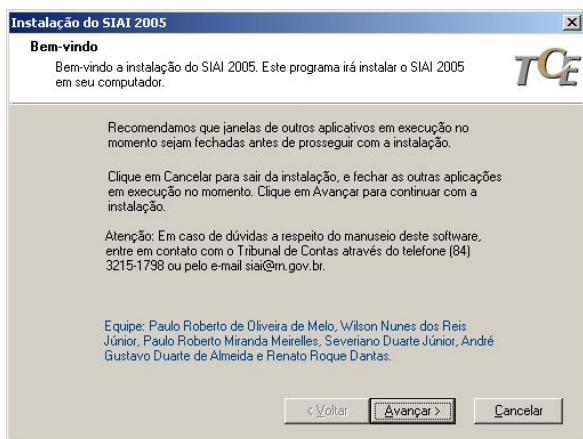 Instalação do SIAI 2005
Bem-vindo
Bem-vindo a instalação do SIAI 2005. Este programa irá instalar o SIAI 2005
em seu computador.
TCE
Recomendamos que janelas de outros aplicativos em execução no
momento sejam fechadas antes de prosseguir com a instalação.
Clique em Cancelar para sair da instalação, e fechar as outras aplicações
em execução no momento. Clique em Avançar para continuar com a
instalação.
Atenção: Em caso de dúvidas a respeito do manuseio deste software,
entre em contato com o Tribunal de Contas através do telefone (84)
3215-1798 ou pelo e-mail siai@rn.gov.br.
Equipe: Paulo Roberto de Oliveira de Melo, Wilson Nunes dos Reis
Júnior, Paulo Roberto Miranda Meirelles, Severiano Duarte Júnior, André
Gustavo Duarte de Almeida e Renato Roque Dantas.
< Voltar Avançar > Cancelar